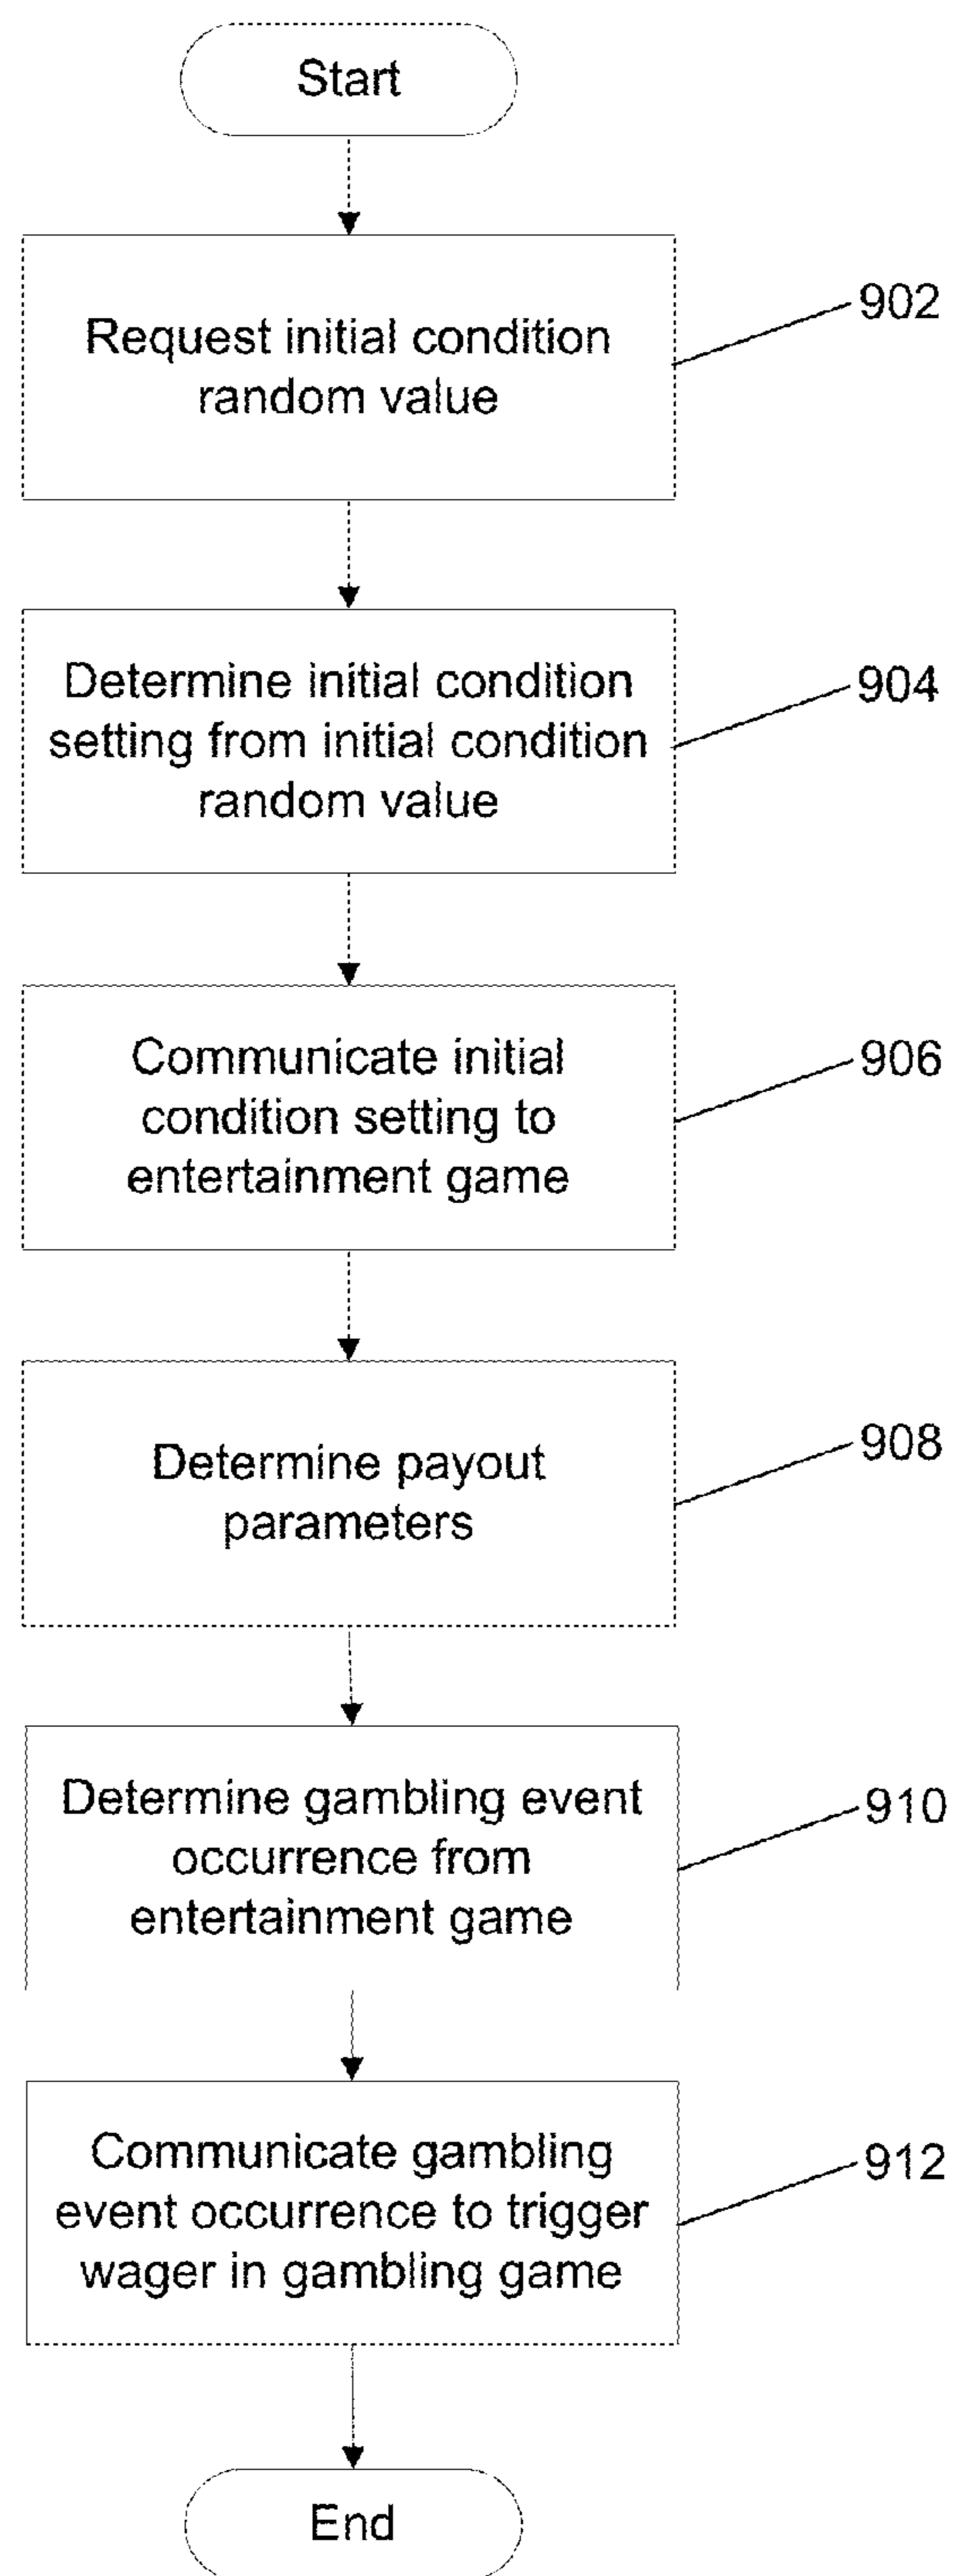 Start
Request initial condition
random value
902
Determine initial condition
setting from initial condition
random value
904
Communicate initial
condition setting to
entertainment game
906
Determine payout
parameters
908
Determine gambling event
occurrence from
entertainment game
910
Communicate gambling
event occurrence to trigger
wager in gambling game
912
End